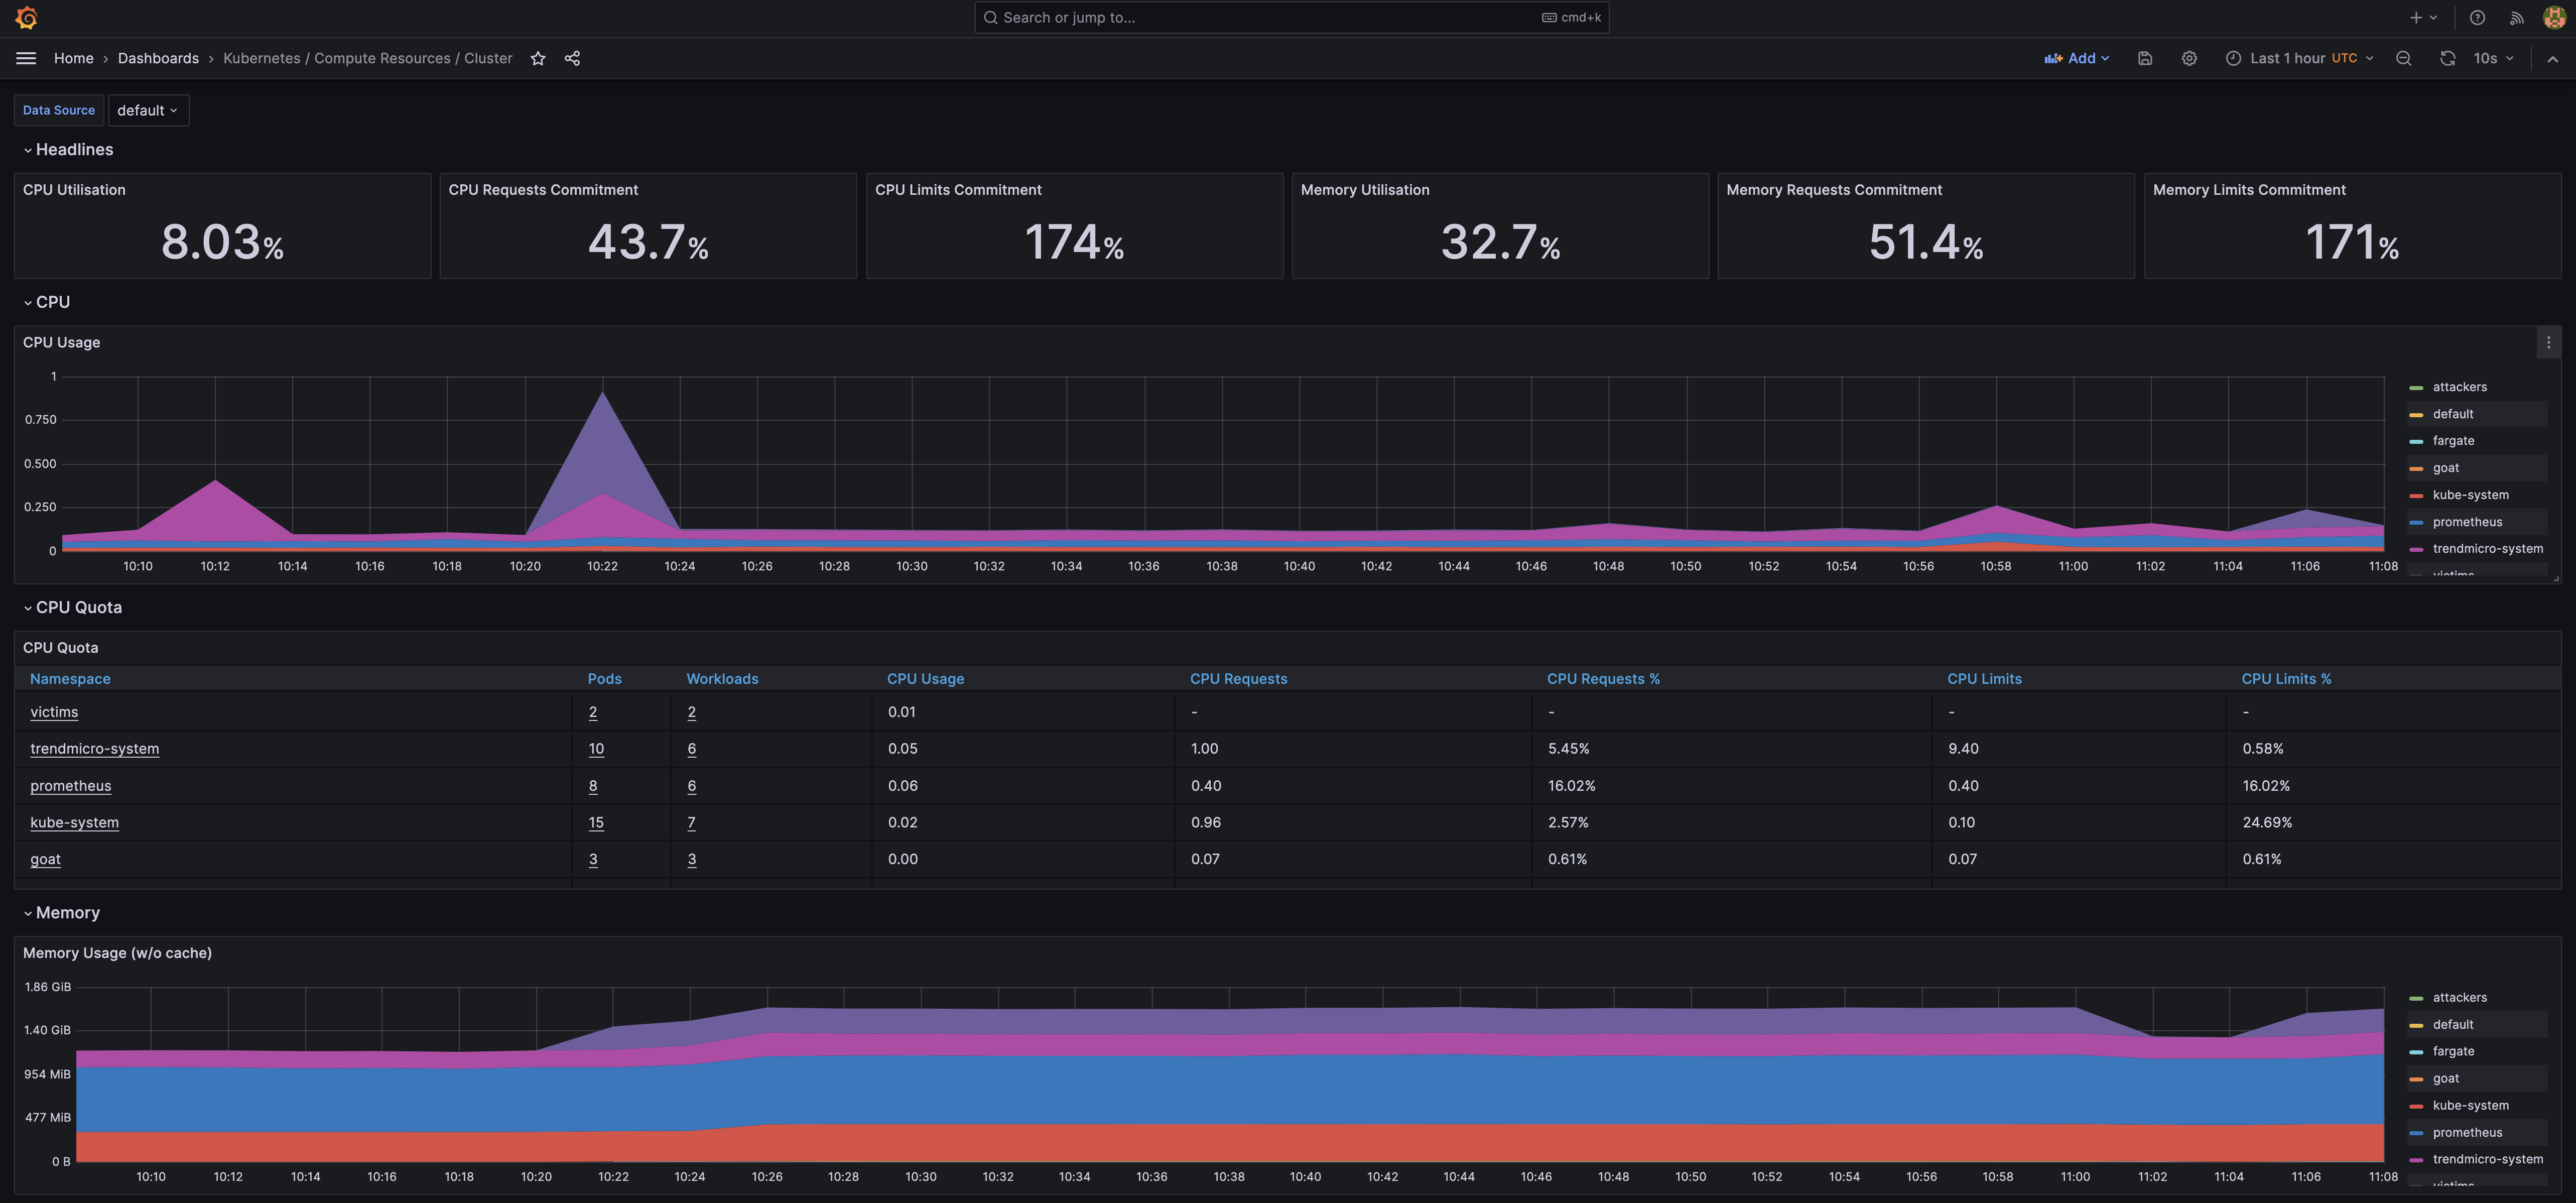 Search or jump to... cmd+k
Home › Dashboards › Kubernetes / Compute Resources / Cluster
Add Last 1 hour UTC 10s
Data Source default
Headlines
CPU Utilisation
8.03%
CPU Requests Commitment
43.7%
CPU Limits Commitment
174%
Memory Utilisation
32.7%
Memory Requests Commitment
51.4%
Memory Limits Commitment
171%
CPU
CPU Usage
1
0.750
0.500
0.250
0
10:10 10:12 10:14 10:16 10:18 10:20 10:22 10:24 10:26 10:28 10:30 10:32 10:34 10:36 10:38 10:40 10:42 10:44 10:46 10:48 10:50 10:52 10:54 10:56 10:58 11:00 11:02 11:04 11:06 11:08
attackers
default
fargate
goat
kube-system
prometheus
trendmicro-system
victims
CPU Quota
CPU Quota
Namespace Pods Workloads CPU Usage CPU Requests CPU Requests % CPU Limits CPU Limits %
victims 2 2 0.01 - - - -
trendmicro-system 10 6 0.05 1.00 5.45% 9.40 0.58%
prometheus 8 6 0.06 0.40 16.02% 0.40 16.02%
kube-system 15 7 0.02 0.96 2.57% 0.10 24.69%
goat 3 3 0.00 0.07 0.61% 0.07 0.61%
Memory
Memory Usage (w/o cache)
1.86 GiB
1.40 GiB
954 MiB
477 MiB
0 B
10:10 10:12 10:14 10:16 10:18 10:20 10:22 10:24 10:26 10:28 10:30 10:32 10:34 10:36 10:38 10:40 10:42 10:44 10:46 10:48 10:50 10:52 10:54 10:56 10:58 11:00 11:02 11:04 11:06 11:08
attackers
default
fargate
goat
kube-system
prometheus
trendmicro-system
victims